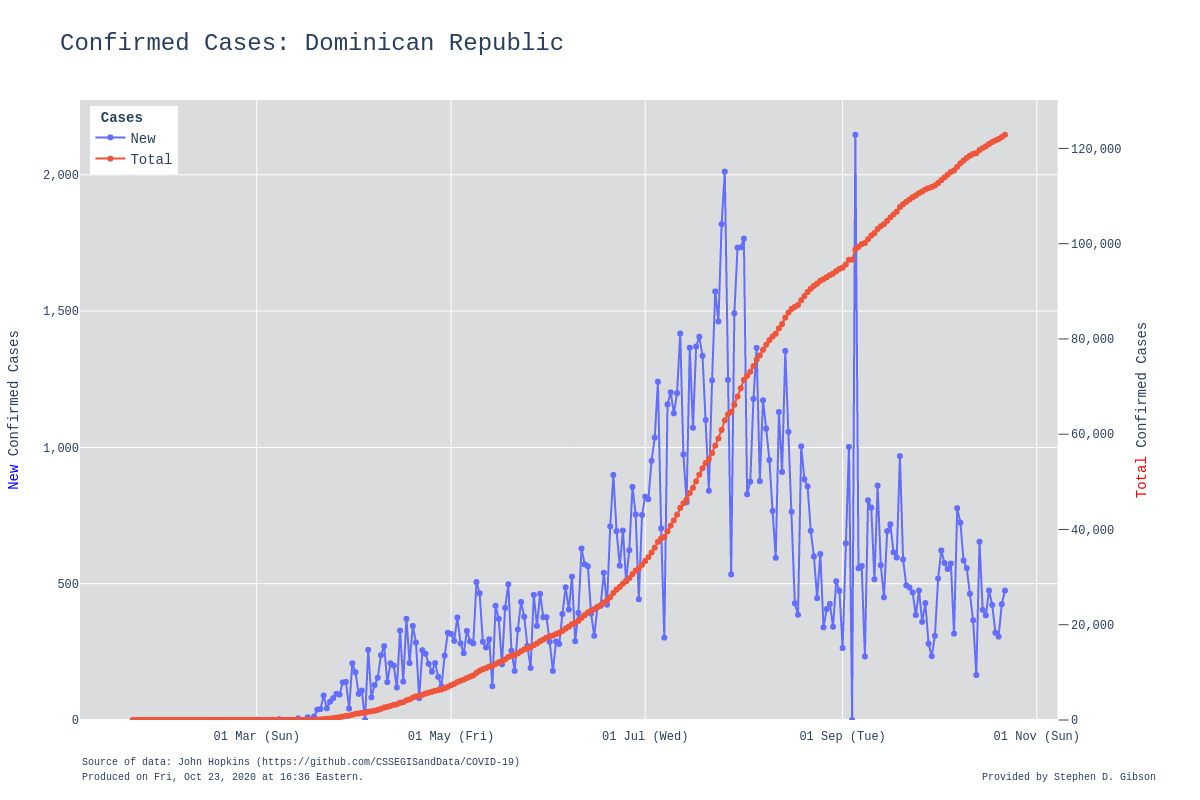 Confirmed Cases: Dominican Republic
Cases
New
Total
2,000
1,500
1,000
500
0
120,000
100,000
80,000
60,000
40,000
20,000
0
New Confirmed Cases
Total Confirmed Cases
01 Mar (Sun)
01 May (Fri)
01 Jul (Wed)
01 Sep (Tue)
01 Nov (Sun)
Source of data: John Hopkins (https://github.com/CSSEGISandData/COVID-19)
Produced on Fri, Oct 23, 2020 at 16:36 Eastern.
Provided by Stephen D. Gibson